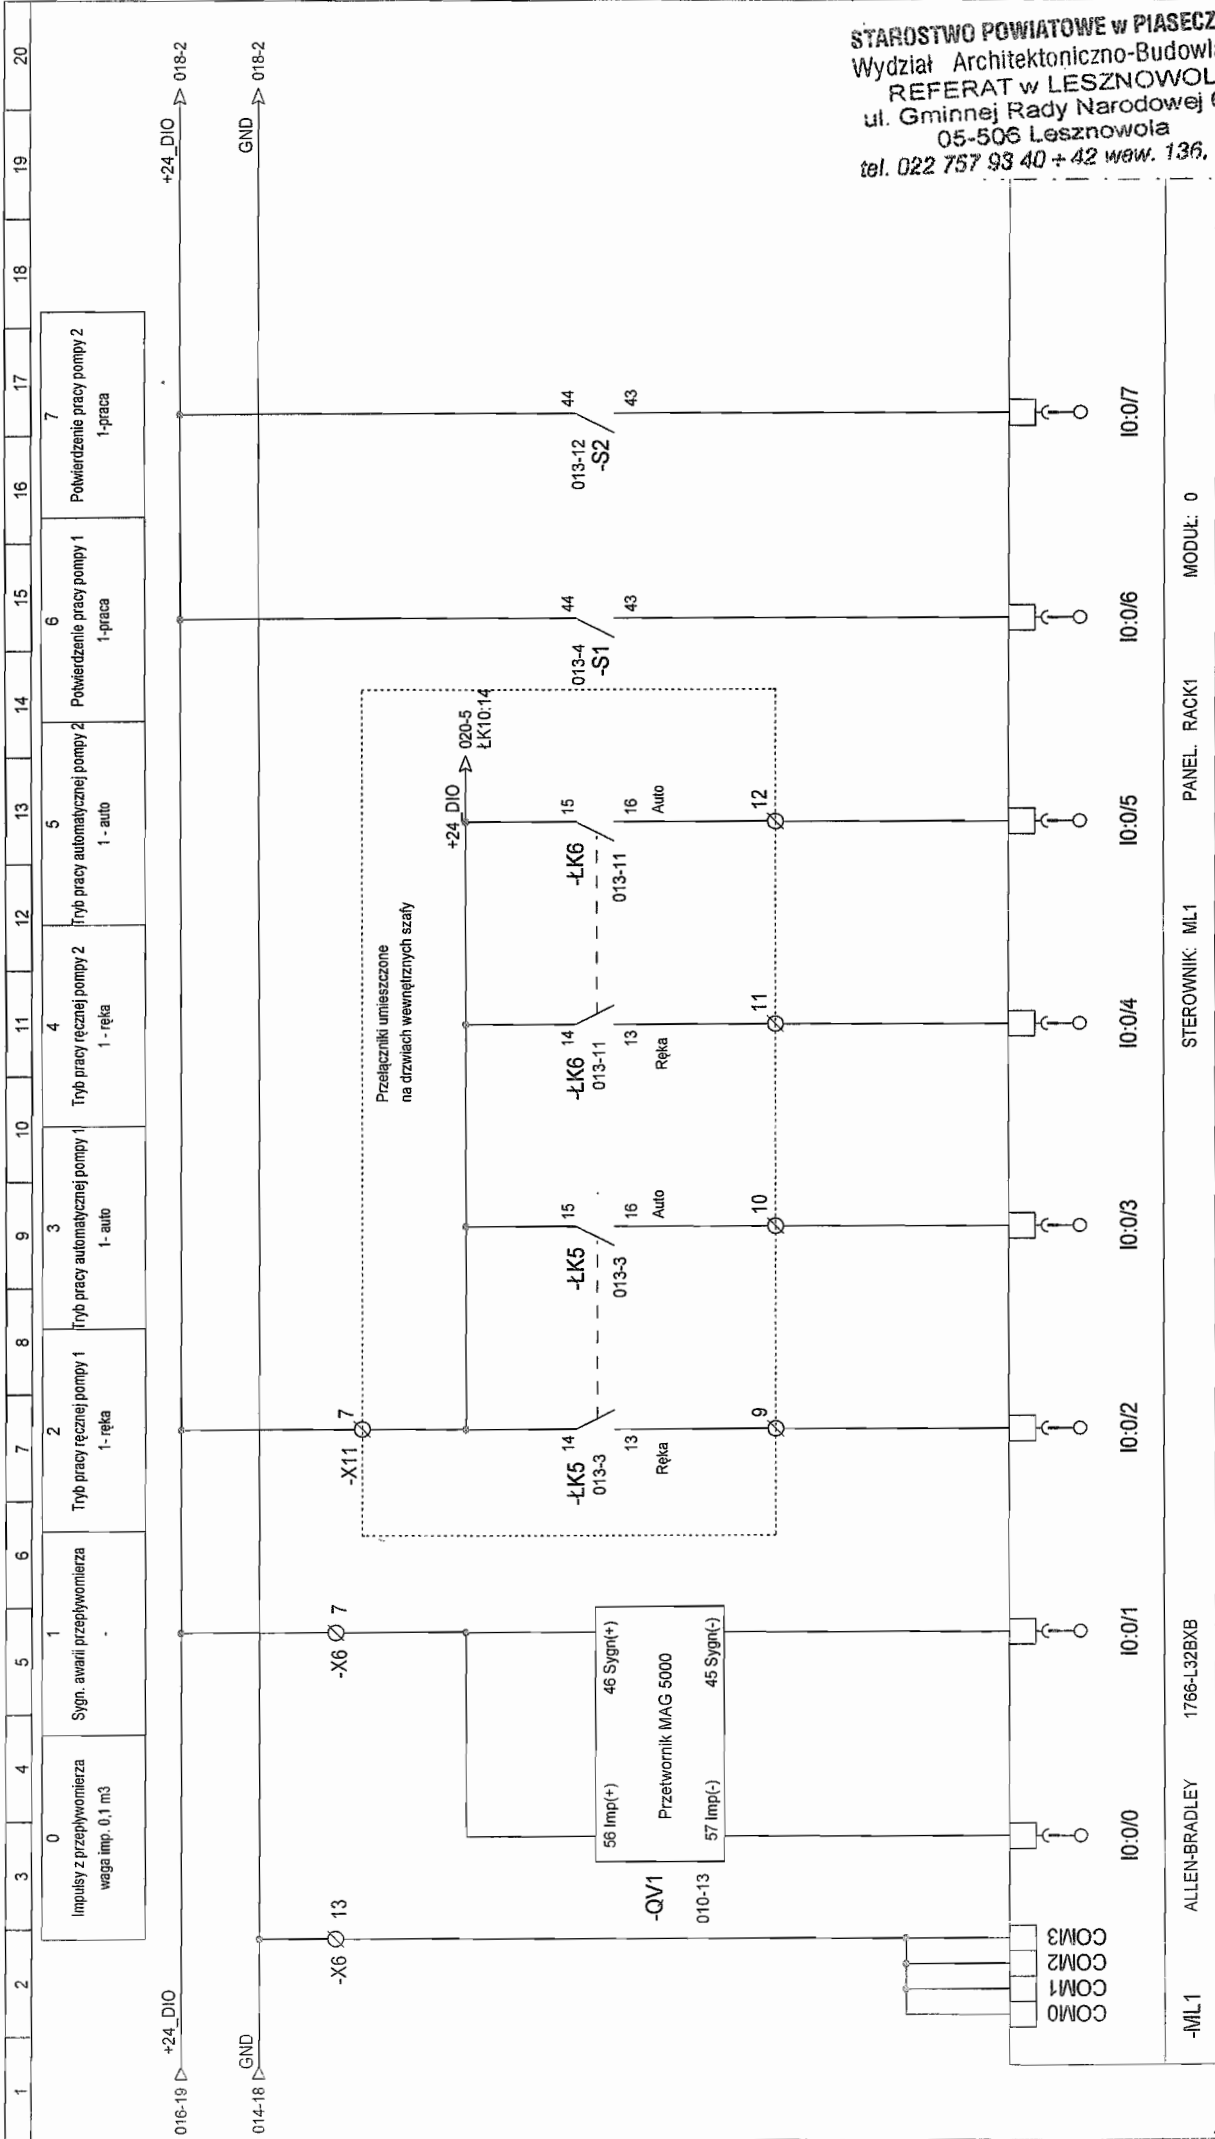 STAROSTWO POWIATOWE w PIASECZ
Wydział Architektoniczno-Budowl
REFERAT w LESZNOWOL
ul. Gminnej Rady Narodowej
05-506 Lesznowola
tel. 022 757 93 40 ÷ 42 wew. 136,
1 2 3 4 5 6 7 8 9 10 11 12 13 14 15 16 17 18 19 20
0
Impulsy z przepływomierza
waga imp. 0,1 m3
1
Sygn. awarii przepływomierza
-
2
Tryb pracy ręcznej pompy 1
1- ręka
3
Tryb pracy automatycznej pompy 1
1- auto
4
Tryb pracy ręcznej pompy 2
1 - ręka
5
Tryb pracy automatycznej pompy 2
1 - auto
6
Potwierdzenie pracy pompy 1
1-praca
7
Potwierdzenie pracy pompy 2
1-praca
016-19 +24_DIO
+24_DIO 018-2
014-18 GND
GND 018-2
-X6 13
-X6 7
-X11 7
Przełączniki umieszczone
na drzwiach wewnętrznych szafy
+24_DIO 020-5
ŁK10:14
-QV1
010-13
56 Imp(+)
46 Sygn(+)
Przetwornik MAG 5000
57 Imp(-)
45 Sygn(-)
-ŁK5 14
013-3
13
Ręka
9
-ŁK5 15
013-3
16
Auto
10
-ŁK6 14
013-11
13
Ręka
11
-ŁK6 15
013-11
16
Auto
12
013-4 44
-S1
43
013-12 44
-S2
43
COM0
COM1
COM2
COM3
I0:0/0
I0:0/1
I0:0/2
I0:0/3
I0:0/4
I0:0/5
I0:0/6
I0:0/7
-ML1 ALLEN-BRADLEY 1766-L32BXB STEROWNIK: ML1 PANEL. RACK1 MODUŁ: 0